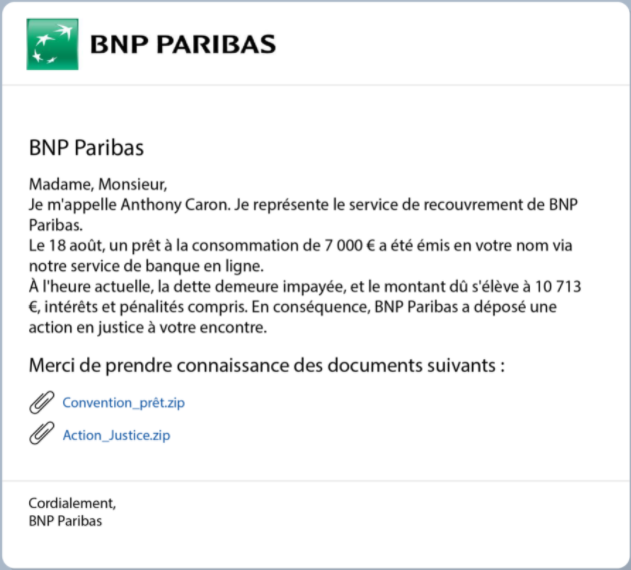 BNP PARIBAS
BNP Paribas
Madame, Monsieur,
Je m'appelle Anthony Caron. Je représente le service de recouvrement de BNP
Paribas.
Le 18 août, un prêt à la consommation de 7 000 € a été émis en votre nom via
notre service de banque en ligne.
À l'heure actuelle, la dette demeure impayée, et le montant dû s'élève à 10 713
€, intérêts et pénalités compris. En conséquence, BNP Paribas a déposé une
action en justice à votre encontre.
Merci de prendre connaissance des documents suivants :
Convention_prêt.zip
Action_Justice.zip
Cordialement,
BNP Paribas